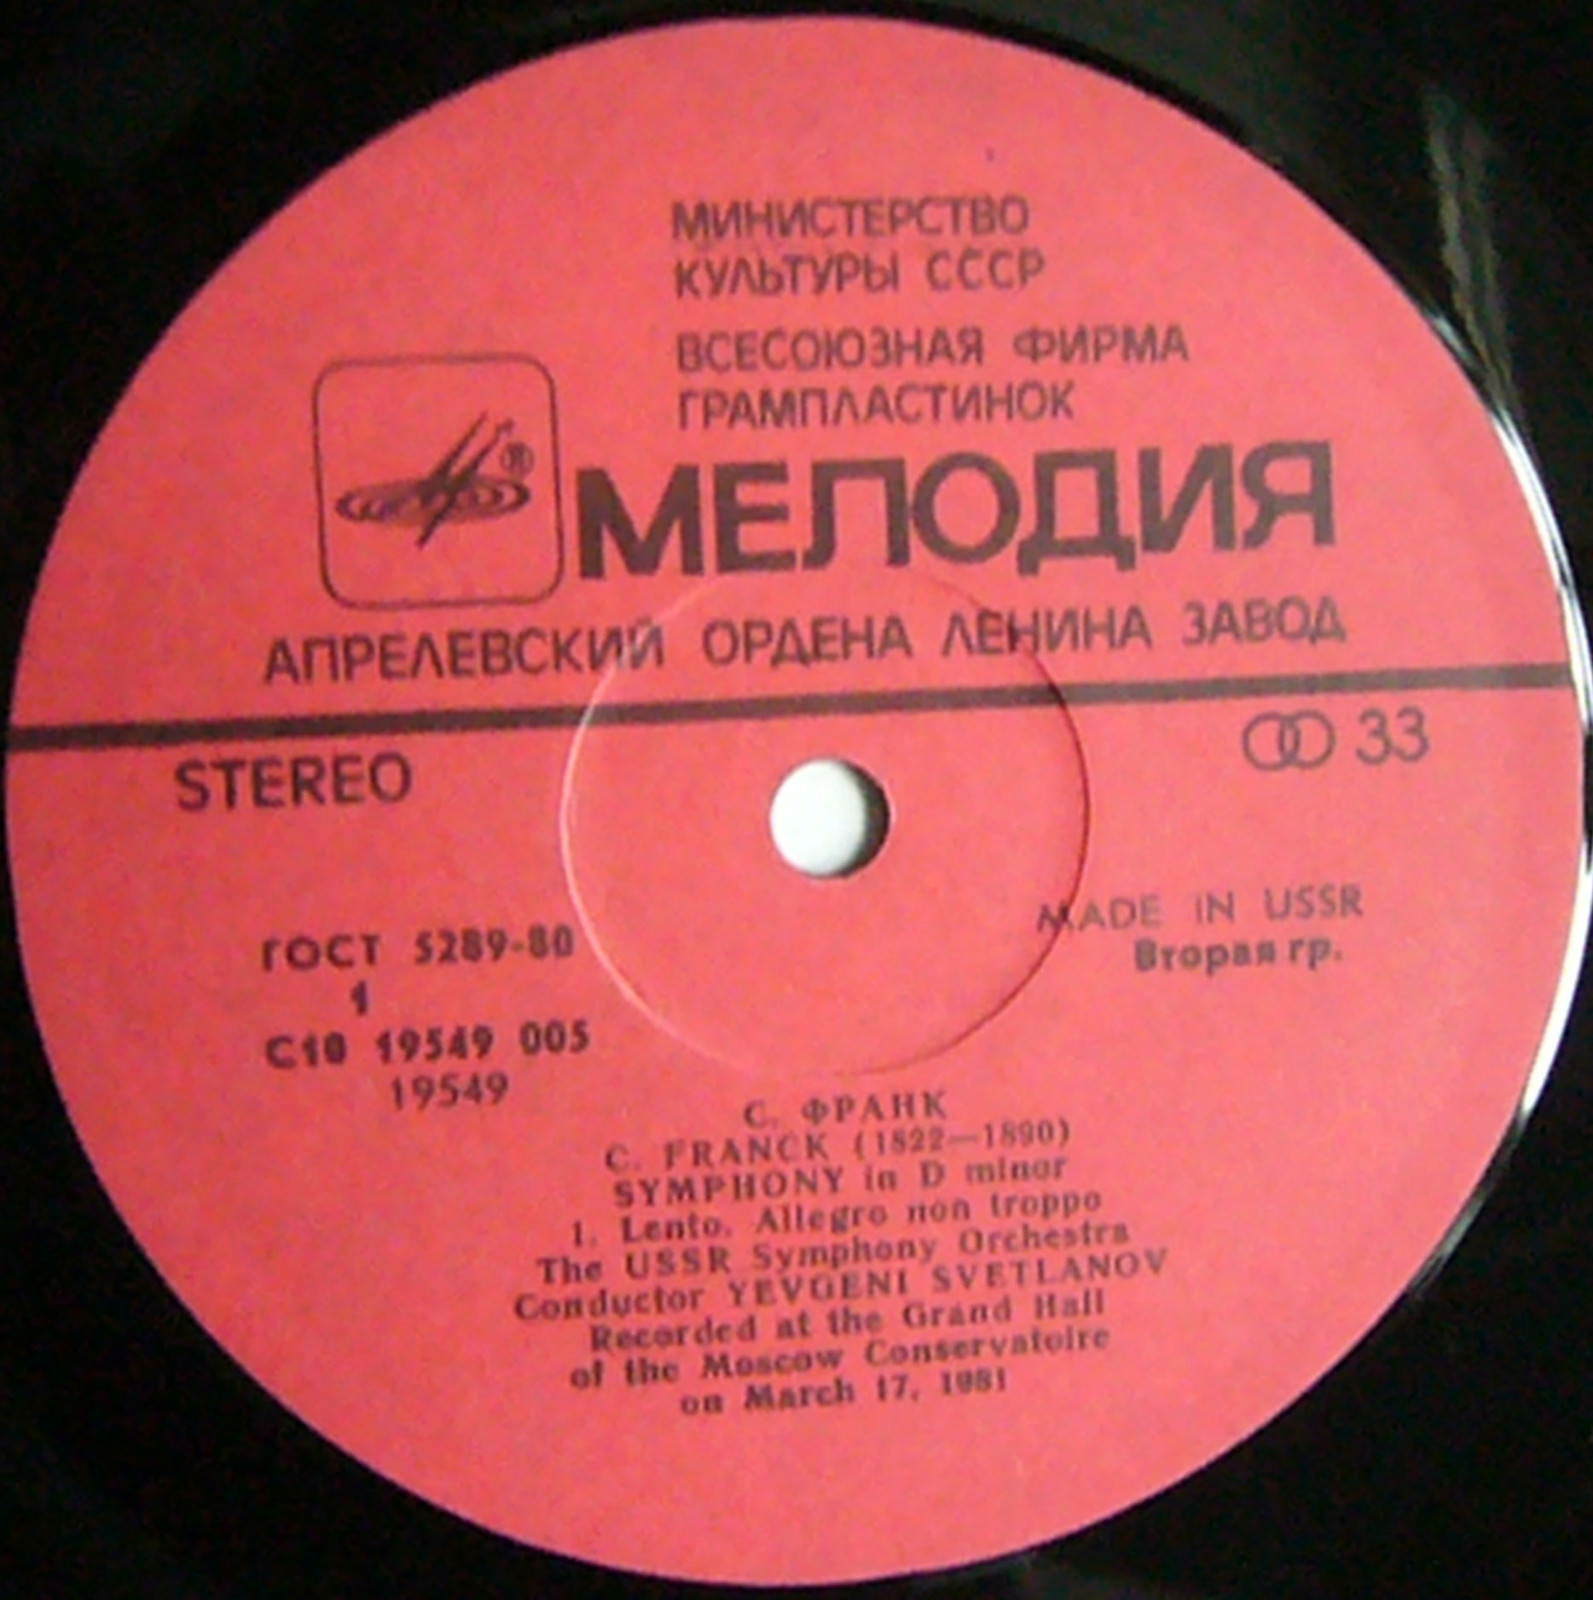 МИНИСТЕРСТВО
КУЛЬТУРЫ СССР
ВСЕСОЮЗНАЯ ФИРМА
ГРАМПЛАСТИНОК
®
МЕЛОДИЯ
АПРЕЛЕВСКИЙ ОРДЕНА ЛЕНИНА ЗАВОД
STEREO
33
MADE IN USSR
Вторая гр.
ГОСТ 5289-80
1
С10 19549 005
19549
С. ФРАНК
C. FRANCK (1822—1890)
SYMPHONY in D minor
1. Lento. Allegro non troppo
The USSR Symphony Orchestra
Conductor YEVGENI SVETLANOV
Recorded at the Grand Hall
of the Moscow Conservatoire
on March 17, 1981